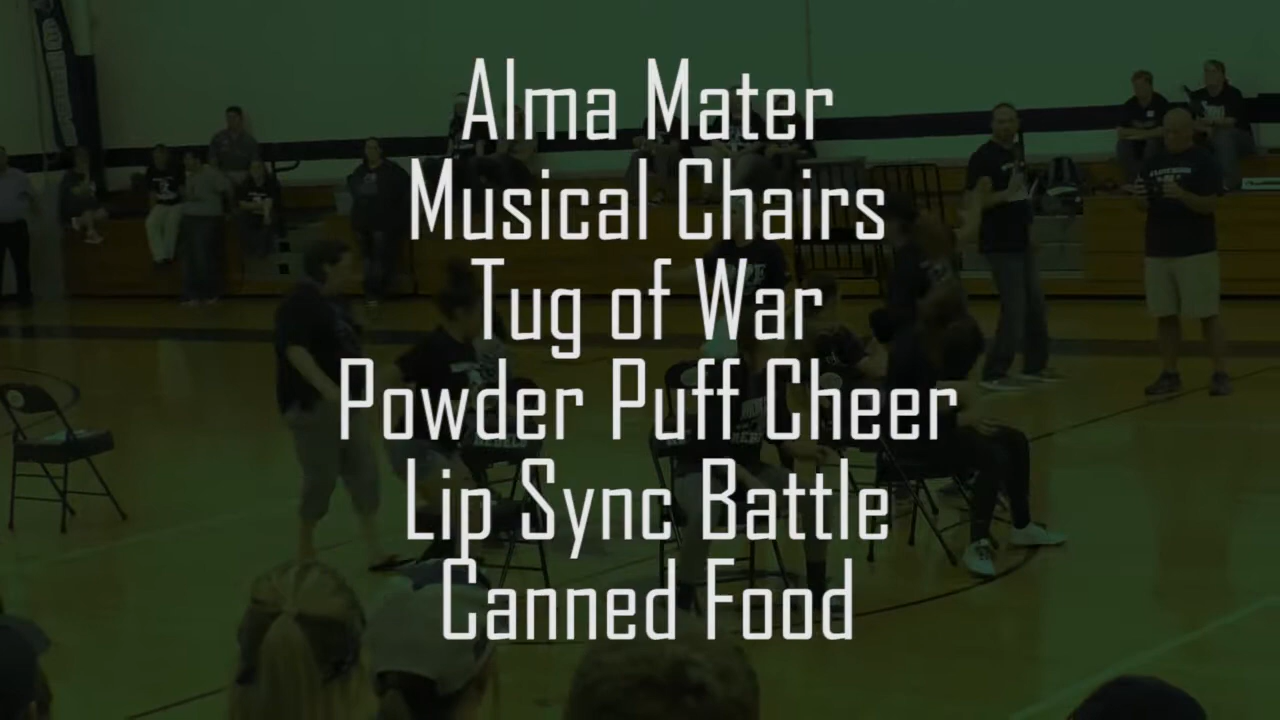 Alma Mater
Musical Chairs
Tug of War
Powder Puff Cheer
Lip Sync Battle
Canned Food